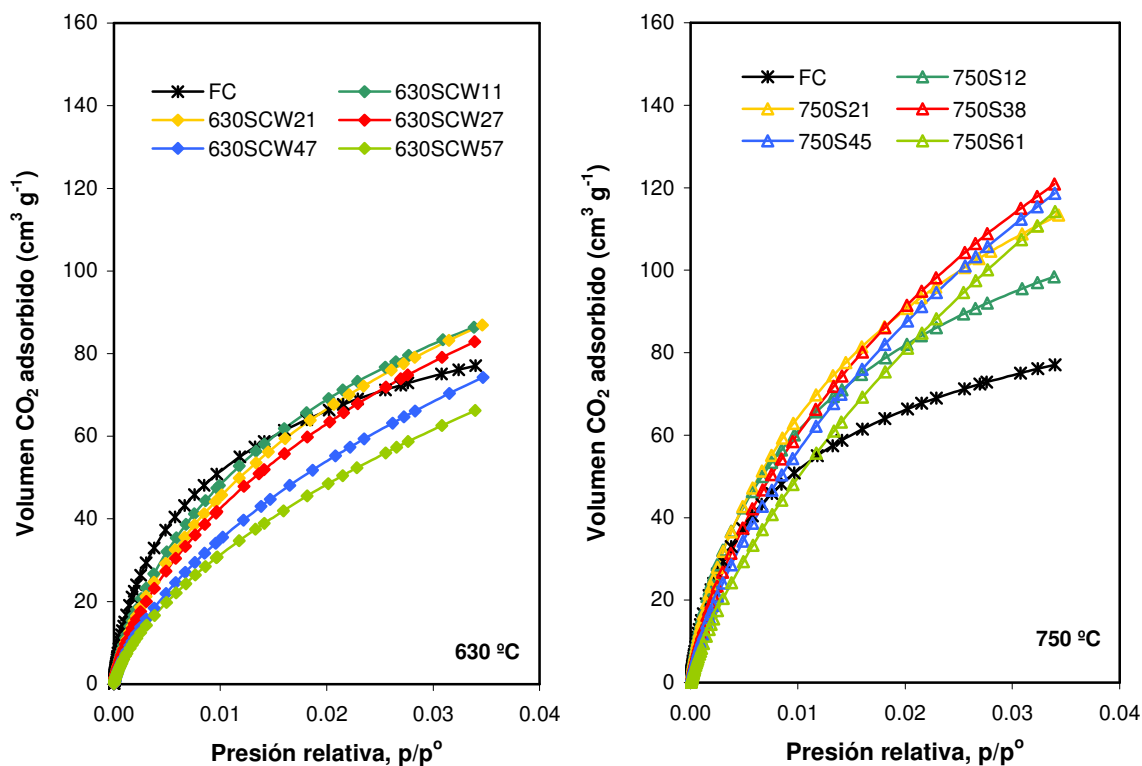 Volumen CO₂ adsorbido (cm³ g⁻¹)
160
140
120
100
80
60
40
20
0
FC
630SCW11
630SCW21
630SCW27
630SCW47
630SCW57
630 ºC
0.00 0.01 0.02 0.03 0.04
Presión relativa, p/pº
Volumen CO₂ adsorbido (cm³ g⁻¹)
160
140
120
100
80
60
40
20
0
FC
750S12
750S21
750S38
750S45
750S61
750 ºC
0.00 0.01 0.02 0.03 0.04
Presión relativa, p/pº